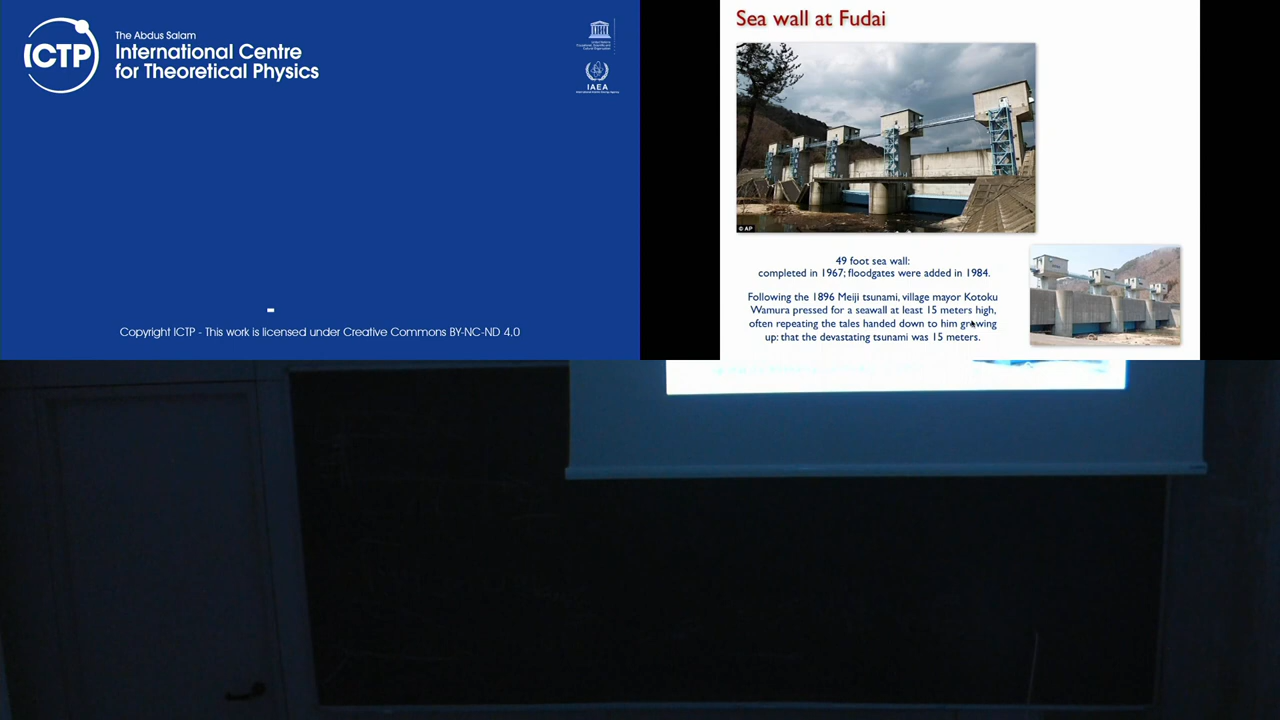 ICTP
The Abdus Salam
International Centre
for Theoretical Physics
IAEA
-
Copyright ICTP - This work is licensed under Creative Commons BY-NC-ND 4.0
Sea wall at Fudai
© AP
49 foot sea wall:
completed in 1967; floodgates were added in 1984.
Following the 1896 Meiji tsunami, village mayor Kotoku
Wamura pressed for a seawall at least 15 meters high,
often repeating the tales handed down to him growing
up: that the devastating tsunami was 15 meters.